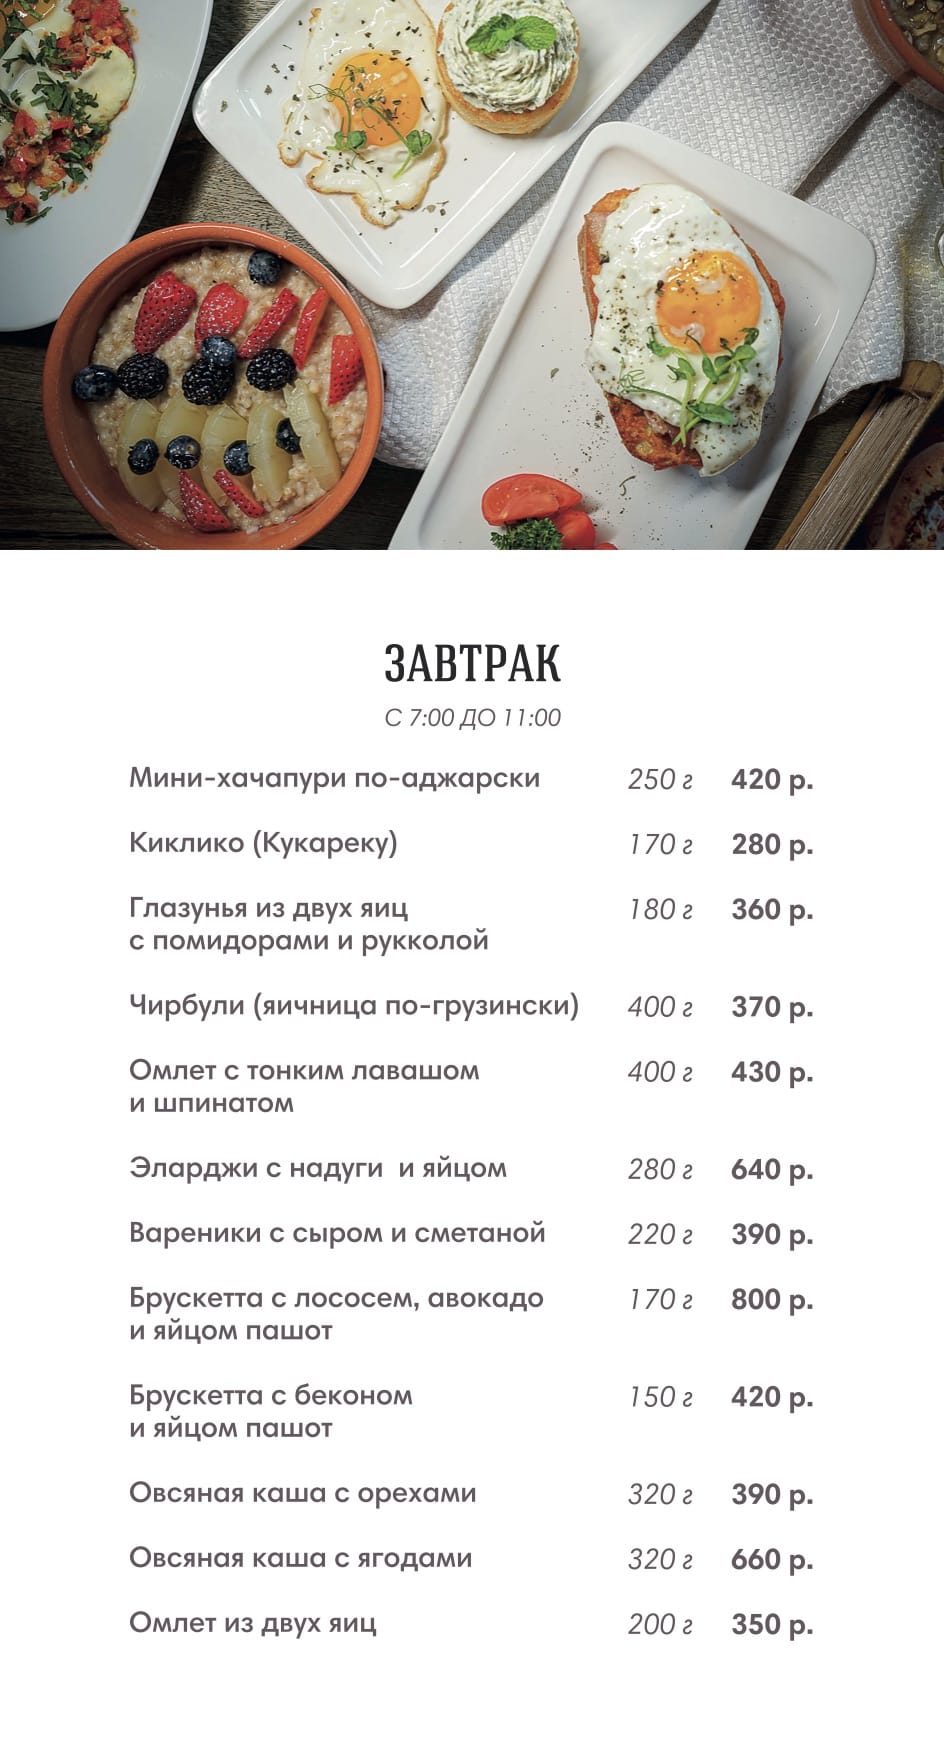 ЗАВТРАК
С 7:00 ДО 11:00
Мини-хачапури по-аджарски 250 г 420 р.
Киклико (Кукареку) 170 г 280 р.
Глазунья из двух яиц 180 г 360 р.
с помидорами и рукколой
Чирбули (яичница по-грузински) 400 г 370 р.
Омлет с тонким лавашом 400 г 430 р.
и шпинатом
Эларджи с надуги и яйцом 280 г 640 р.
Вареники с сыром и сметаной 220 г 390 р.
Брускетта с лососем, авокадо 170 г 800 р.
и яйцом пашот
Брускетта с беконом 150 г 420 р.
и яйцом пашот
Овсяная каша с орехами 320 г 390 р.
Овсяная каша с ягодами 320 г 660 р.
Омлет из двух яиц 200 г 350 р.